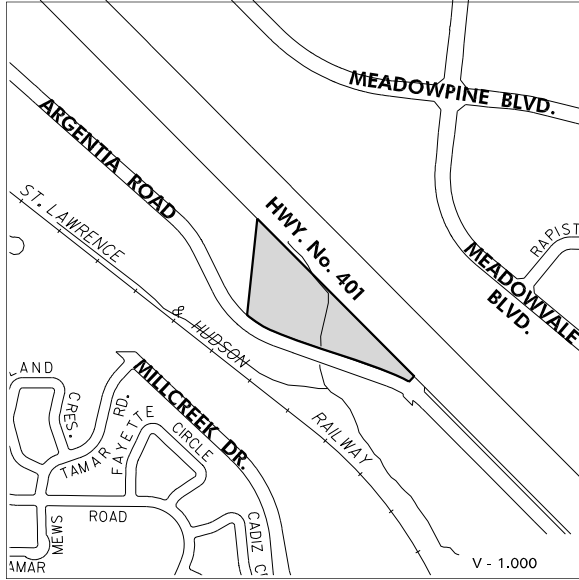 MEADOWPINE BLVD.
ARGENTIA ROAD
ST. LAWRENCE
& HUDSON
RAILWAY
HWY. No. 401
RAPIST
MEADOWVALE
BLVD.
LAND
CRES.
MILLCREEK DR.
TAMAR RD.
FAYETTE
CIRCLE
MEWS
ROAD
CADIZ C
AMAR
V - 1.000